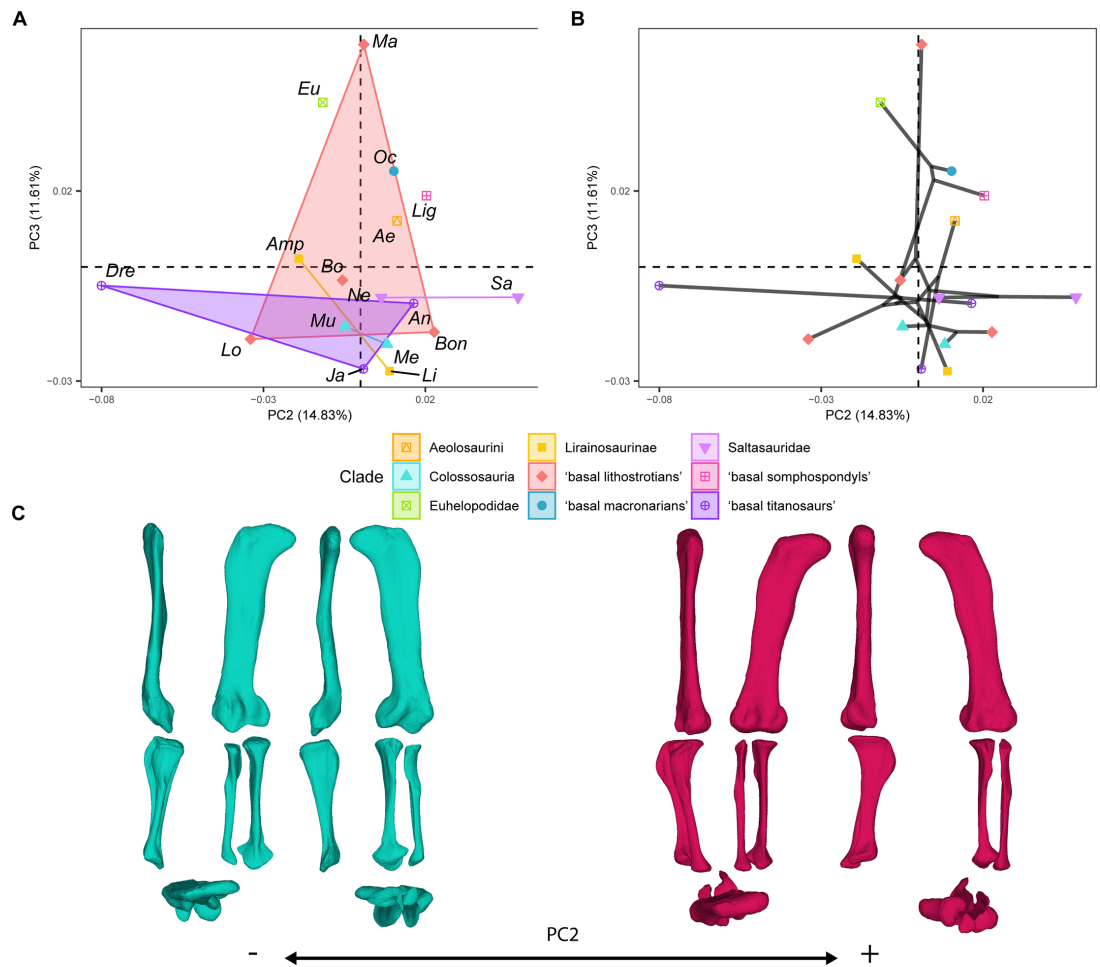 A
B
Ma
Eu
Oc
Lig
Ae
Amp
Bo
Dre
Ne
Sa
Mu
An
Lo
Me
Bon
Ja
Li
PC3 (11.61%)
0.02
−0.03
−0.08
−0.03
0.02
PC2 (14.83%)
PC3 (11.61%)
0.02
−0.03
−0.08
−0.03
0.02
PC2 (14.83%)
Clade
Aeolosaurini
Lirainosaurinae
Saltasauridae
Colossosauria
‘basal lithostrotians’
‘basal somphospondyls’
Euhelopodidae
‘basal macronarians’
‘basal titanosaurs’
C
PC2
- +